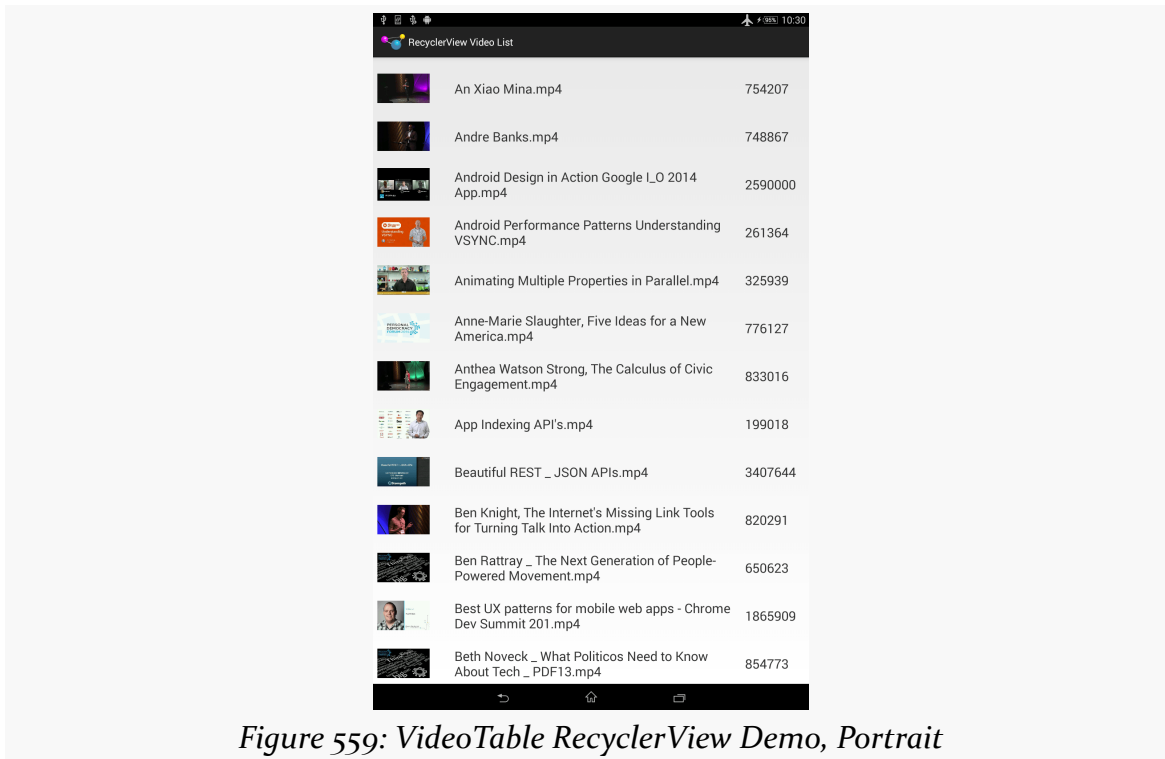 95% 10:30
RecyclerView Video List
An Xiao Mina.mp4 754207
Andre Banks.mp4 748867
Android Design in Action Google I_O 2014
App.mp4
2590000
Android Performance Patterns Understanding
VSYNC.mp4
261364
Animating Multiple Properties in Parallel.mp4 325939
PERSONAL
DEMOCRACY
Anne-Marie Slaughter, Five Ideas for a New
America.mp4
776127
Anthea Watson Strong, The Calculus of Civic
Engagement.mp4
833016
App Indexing API's.mp4 199018
Beautiful REST _ JSON APIs.mp4 3407644
Ben Knight, The Internet's Missing Link Tools
for Turning Talk Into Action.mp4
820291
Ben Rattray _ The Next Generation of People-
Powered Movement.mp4
650623
Best UX patterns for mobile web apps - Chrome
Dev Summit 201.mp4
1865909
Beth Noveck _ What Politicos Need to Know
About Tech _ PDF13.mp4
854773
Figure 559: VideoTable RecyclerView Demo, Portrait